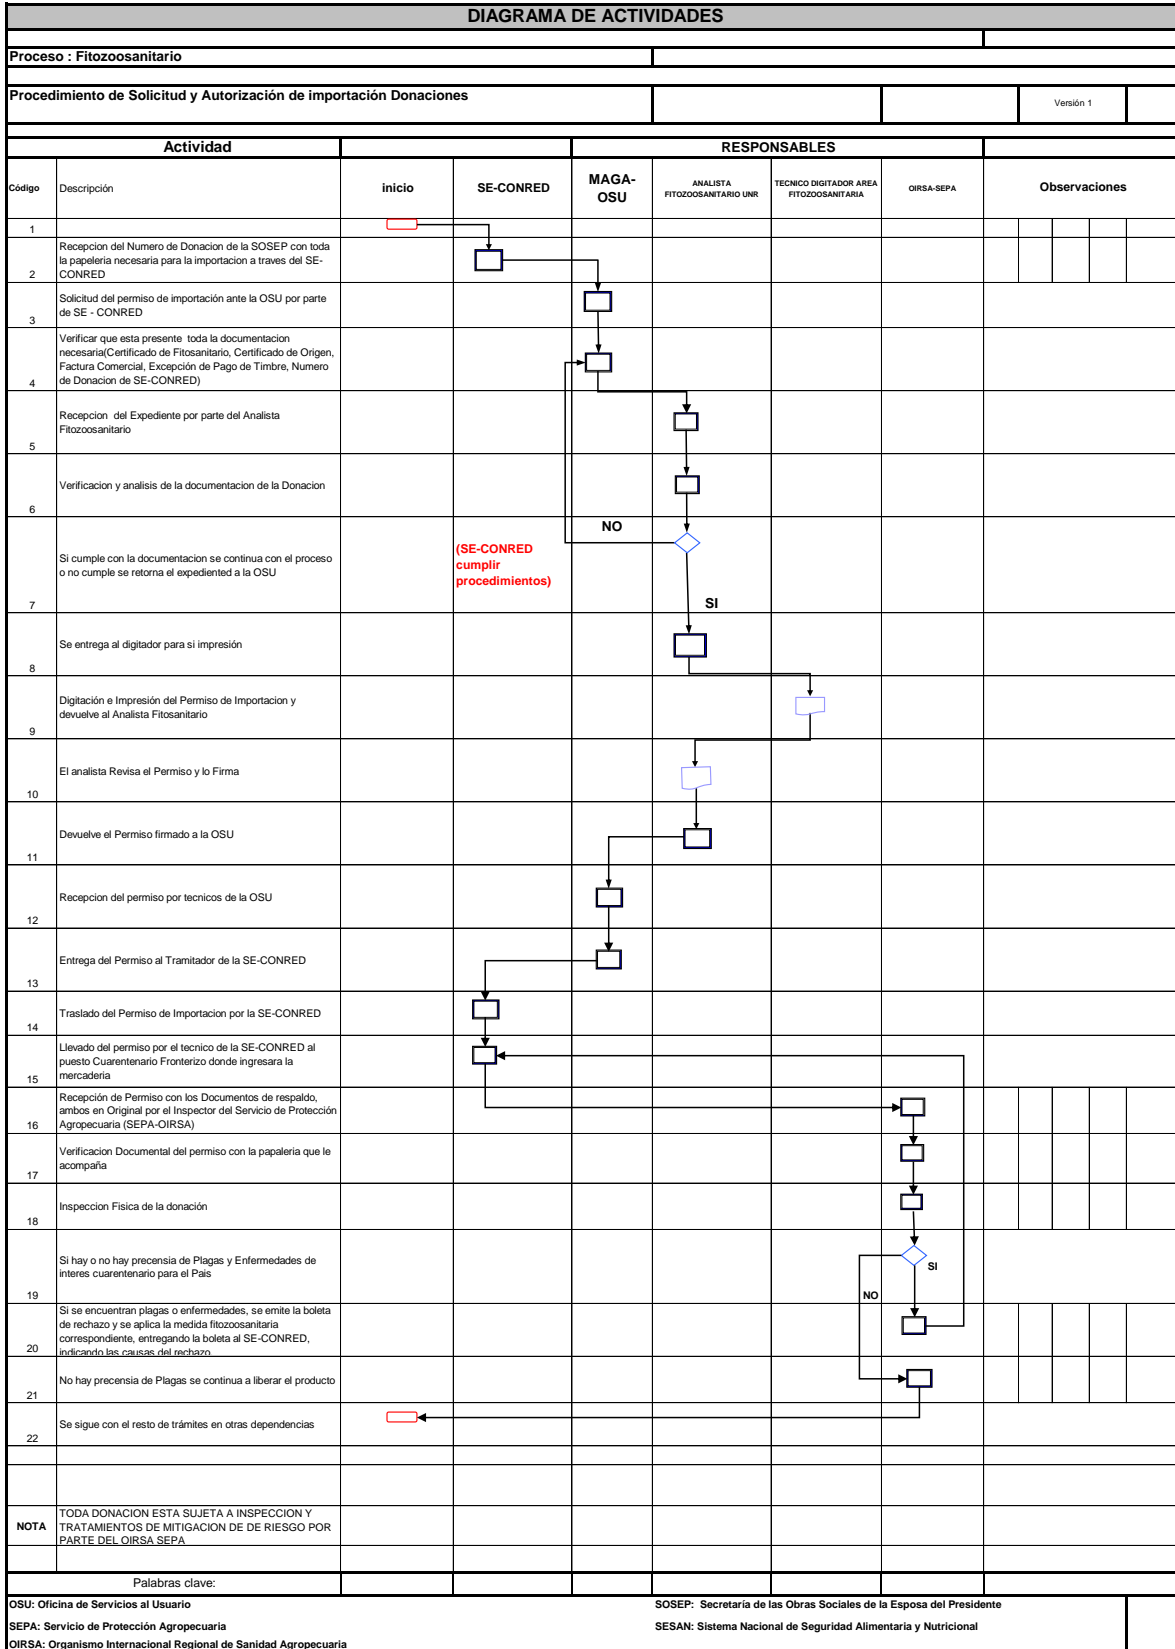 DIAGRAMA DE ACTIVIDADES
Proceso : Fitozoosanitario
Procedimiento de Solicitud y Autorización de importación Donaciones
Versión 1
Actividad
RESPONSABLES
Código
Descripción
inicio
SE-CONRED
MAGA-
OSU
ANALISTA
FITOZOOSANITARIO UNR
TECNICO DIGITADOR AREA
FITOZOOSANITARIA
OIRSA-SEPA
Observaciones
1
Recepcion del Numero de Donacion de la SOSEP con toda
la papeleria necesaria para la importacion a traves del SE-
CONRED
2
Solicitud del permiso de importación ante la OSU por parte
de SE - CONRED
3
Verificar que esta presente toda la documentacion
necesaria(Certificado de Fitosanitario, Certificado de Origen,
Factura Comercial, Excepción de Pago de Timbre, Numero
de Donacion de SE-CONRED)
4
Recepcion del Expediente por parte del Analista
Fitozoosanitario
5
Verificacion y analisis de la documentacion de la Donacion
6
NO
Si cumple con la documentacion se continua con el proceso
o no cumple se retorna el expediented a la OSU
(SE-CONRED
cumplir
procedimientos)
7
SI
Se entrega al digitador para si impresión
8
Digitación e Impresión del Permiso de Importacion y
devuelve al Analista Fitosanitario
9
El analista Revisa el Permiso y lo Firma
10
Devuelve el Permiso firmado a la OSU
11
Recepcion del permiso por tecnicos de la OSU
12
Entrega del Permiso al Tramitador de la SE-CONRED
13
Traslado del Permiso de Importacion por la SE-CONRED
14
Llevado del permiso por el tecnico de la SE-CONRED al
puesto Cuarentenario Fronterizo donde ingresara la
mercaderia
15
Recepción de Permiso con los Documentos de respaldo,
ambos en Original por el Inspector del Servicio de Protección
Agropecuaria (SEPA-OIRSA)
16
Verificacion Documental del permiso con la papaleria que le
acompaña
17
Inspeccion Fisica de la donación
18
Si hay o no hay precensia de Plagas y Enfermedades de
interes cuarentenario para el Pais
SI
19
NO
Si se encuentran plagas o enfermedades, se emite la boleta
de rechazo y se aplica la medida fitozoosanitaria
correspondiente, entregando la boleta al SE-CONRED,
indicando las causas del rechazo
20
No hay precensia de Plagas se continua a liberar el producto
21
Se sigue con el resto de trámites en otras dependencias
22
NOTA
TODA DONACION ESTA SUJETA A INSPECCION Y
TRATAMIENTOS DE MITIGACION DE DE RIESGO POR
PARTE DEL OIRSA SEPA
Palabras clave:
OSU: Oficina de Servicios al Usuario
SOSEP: Secretaría de las Obras Sociales de la Esposa del Presidente
SEPA: Servicio de Protección Agropecuaria
SESAN: Sistema Nacional de Seguridad Alimentaria y Nutricional
OIRSA: Organismo Internacional Regional de Sanidad Agropecuaria